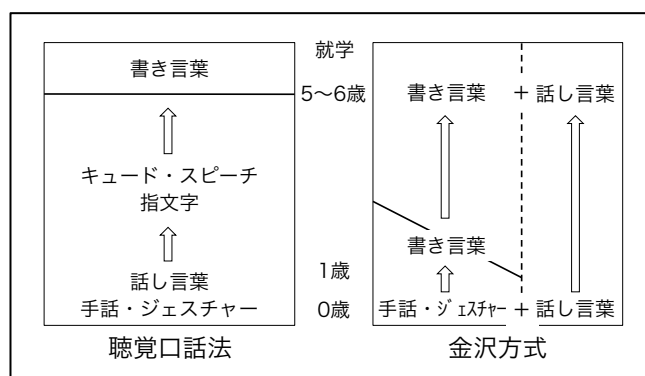 書き言葉
キュード・スピーチ
指文字
話し言葉
手話・ジェスチャー
聴覚口話法
就学
5〜6歳
1歳
0歳
書き言葉 + 話し言葉
書き言葉
手話・ジェスチャー + 話し言葉
金沢方式